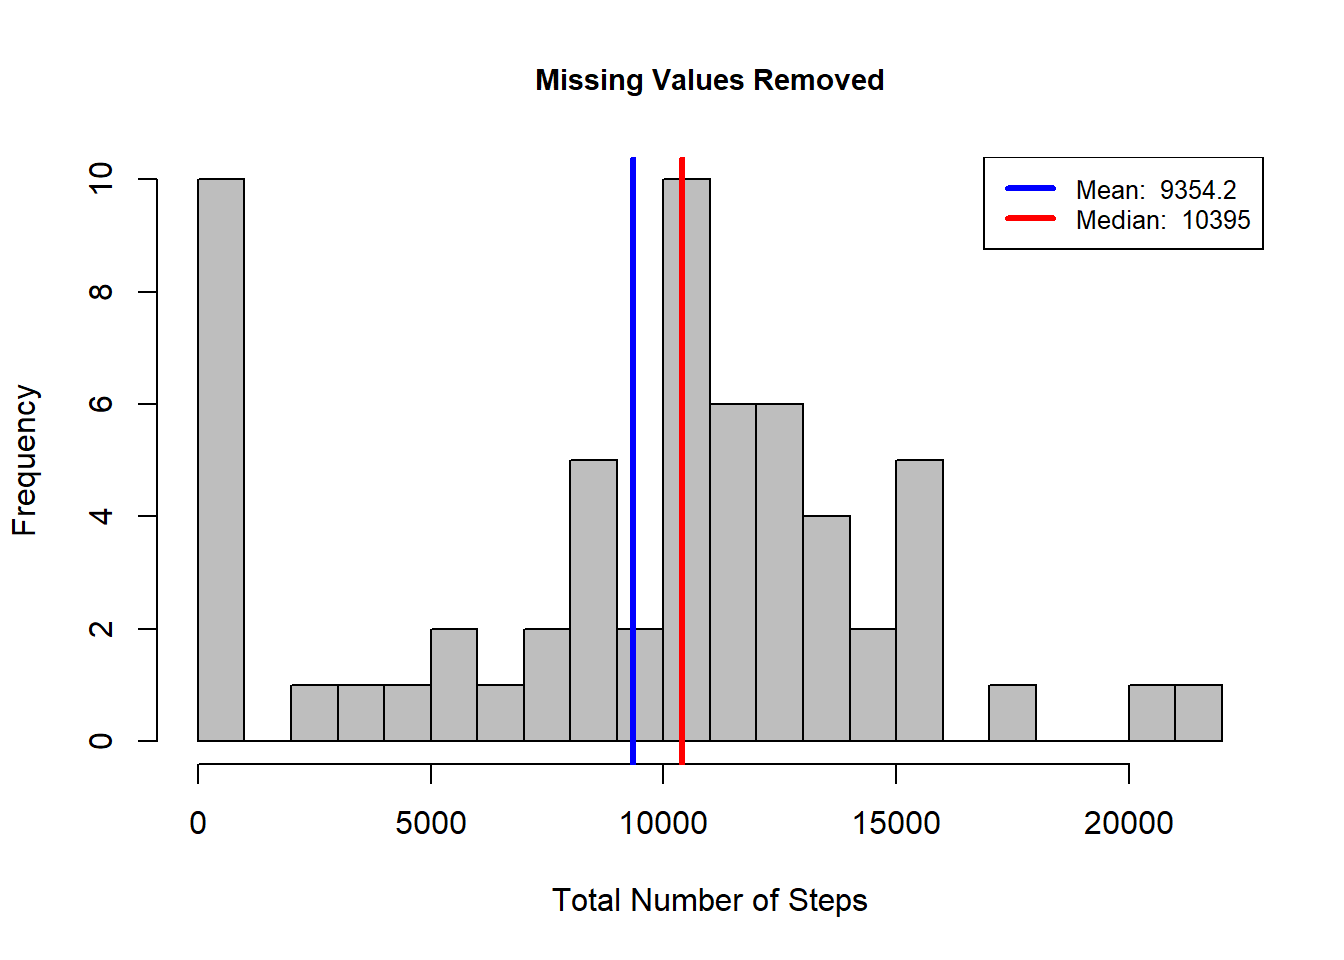 Missing Values Removed
Mean: 9354.2
Median: 10395
10
8
6
4
2
0
Frequency
0 5000 10000 15000 20000
Total Number of Steps